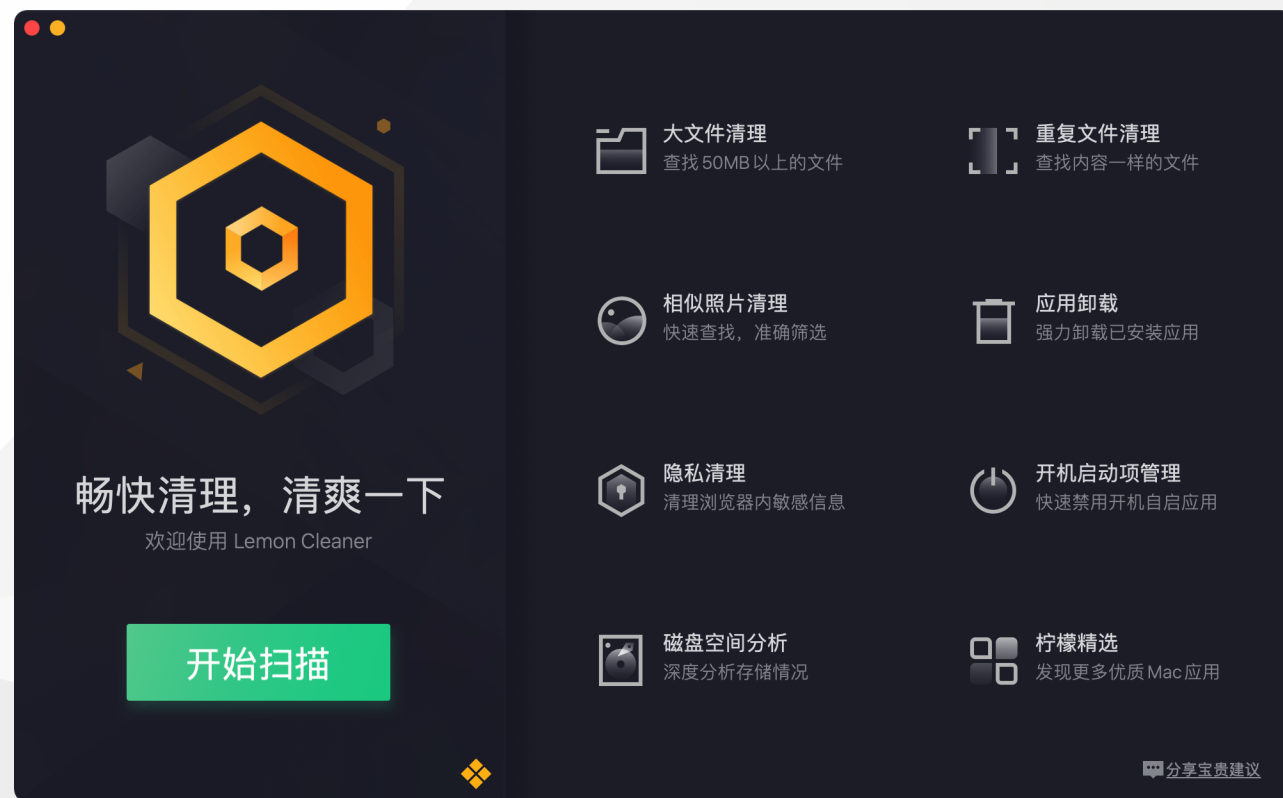 畅快清理，清爽一下
欢迎使用 Lemon Cleaner
开始扫描
大文件清理
查找50MB以上的文件
重复文件清理
查找内容一样的文件
相似照片清理
快速查找，准确筛选
应用卸载
强力卸载已安装应用
隐私清理
清理浏览器内敏感信息
开机启动项管理
快速禁用开机自启应用
磁盘空间分析
深度分析存储情况
柠檬精选
发现更多优质Mac应用
分享宝贵建议